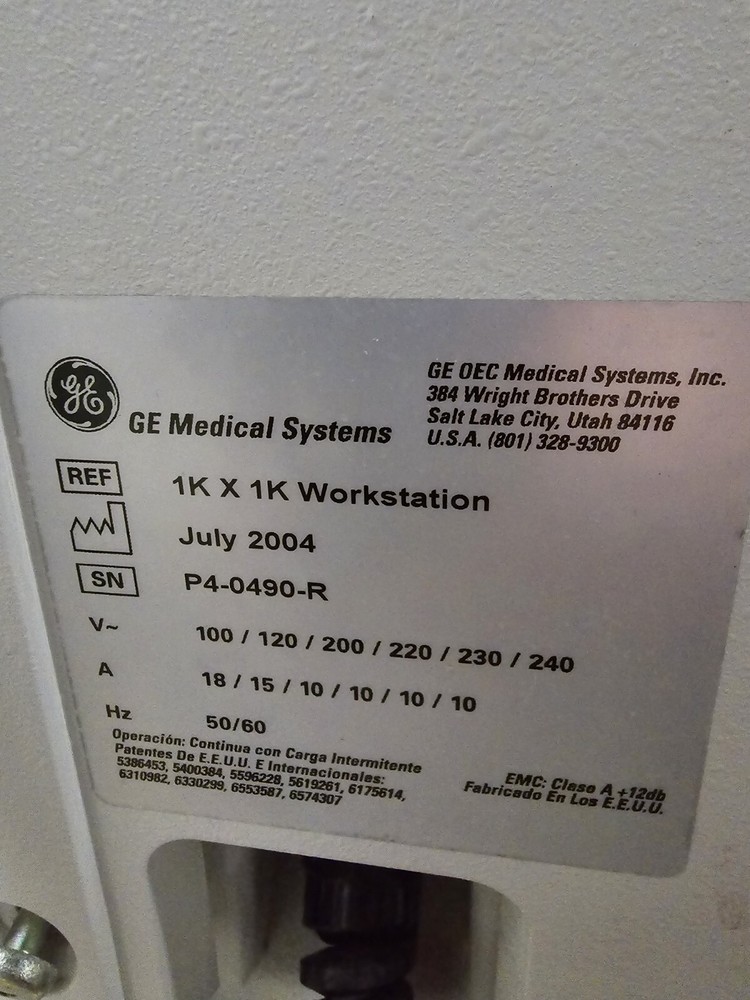 GE
GE Medical Systems
GE OEC Medical Systems, Inc.
384 Wright Brothers Drive
Salt Lake City, Utah 84116
U.S.A. (801) 328-9300
REF 1K X 1K Workstation
July 2004
SN P4-0490-R
V~ 100 / 120 / 200 / 220 / 230 / 240
A 18 / 15 / 10 / 10 / 10 / 10
Hz 50/60
Operación: Continua con Carga Intermitente
Patentes De E.E.U.U. E Internacionales:
5386453, 5400384, 5596228, 5619261, 6175614,
6310982, 6330299, 6553587, 6574307
EMC: Clase A +12db
Fabricado En Los E.E.U.U.